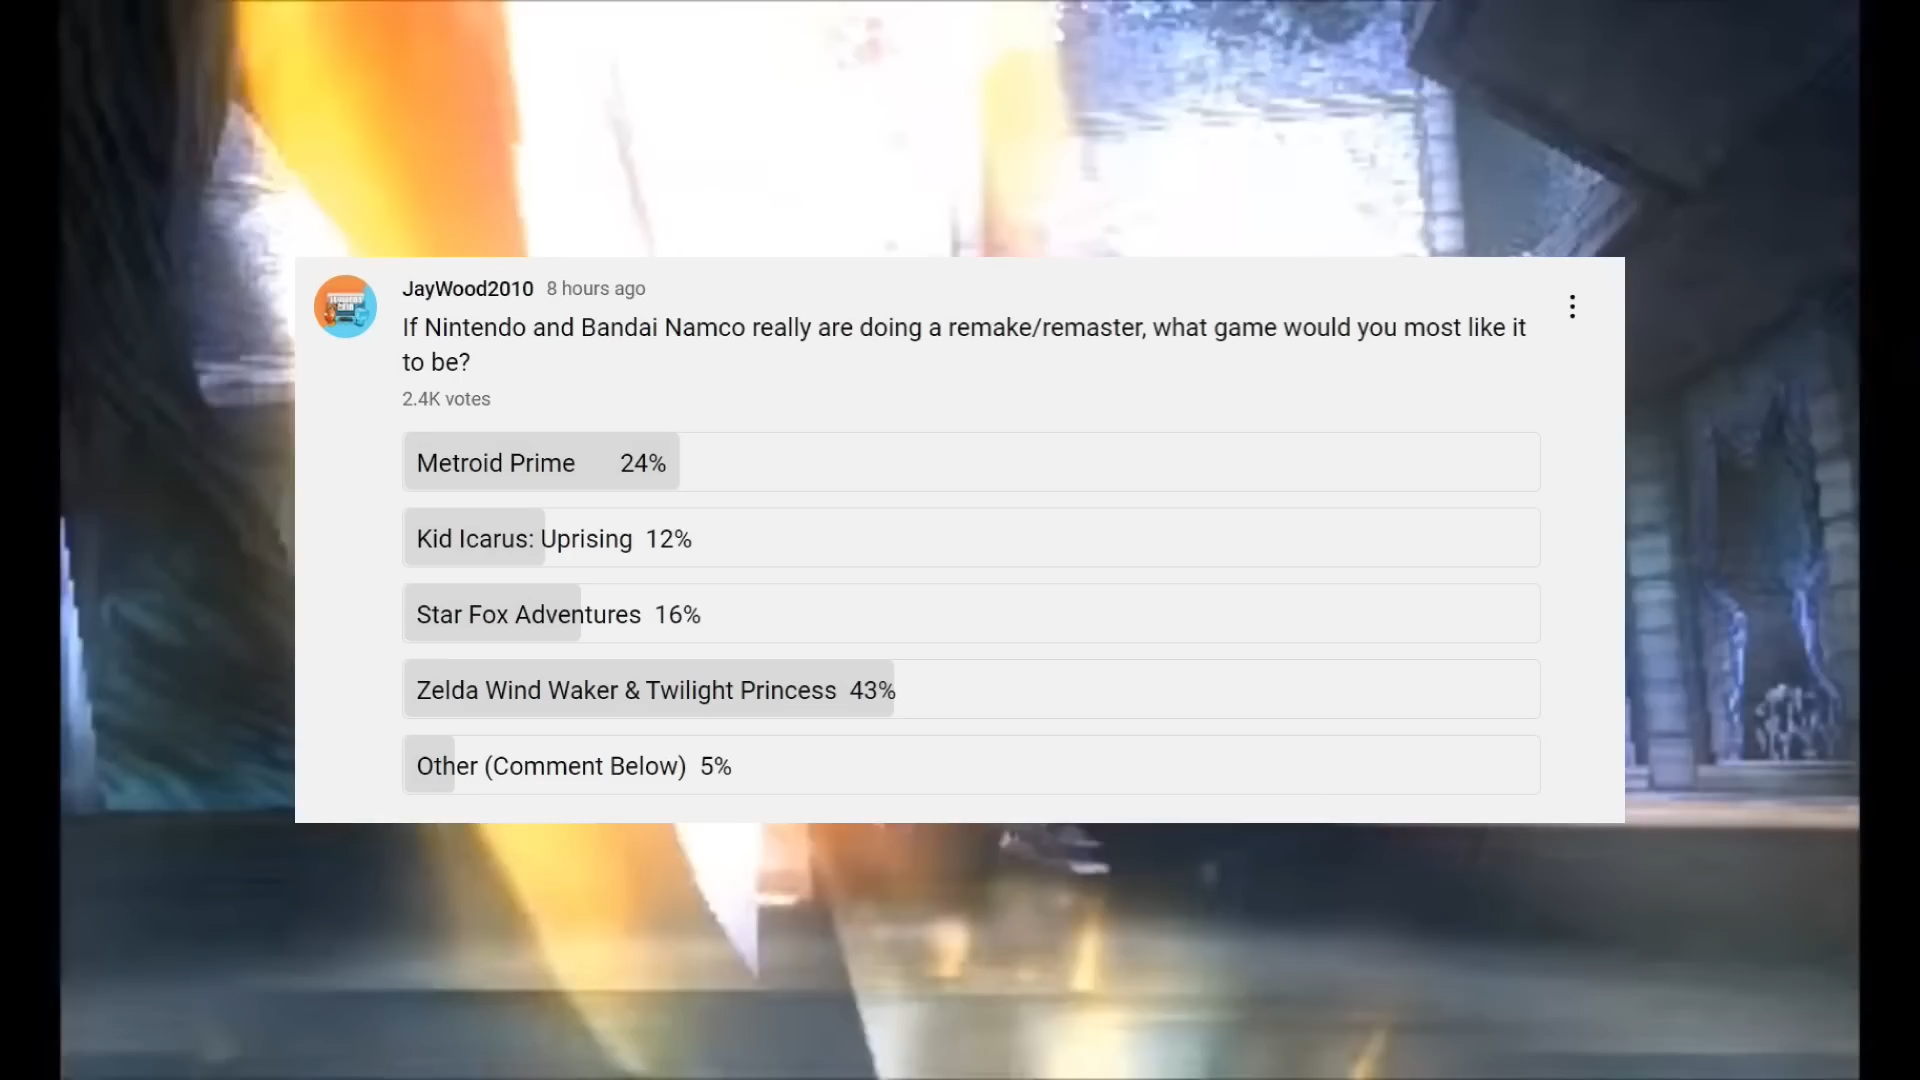 JayWood2010 8 hours ago
If Nintendo and Bandai Namco really are doing a remake/remaster, what game would you most like it
to be?
2.4K votes
Metroid Prime 24%
Kid Icarus: Uprising 12%
Star Fox Adventures 16%
Zelda Wind Waker & Twilight Princess 43%
Other (Comment Below) 5%